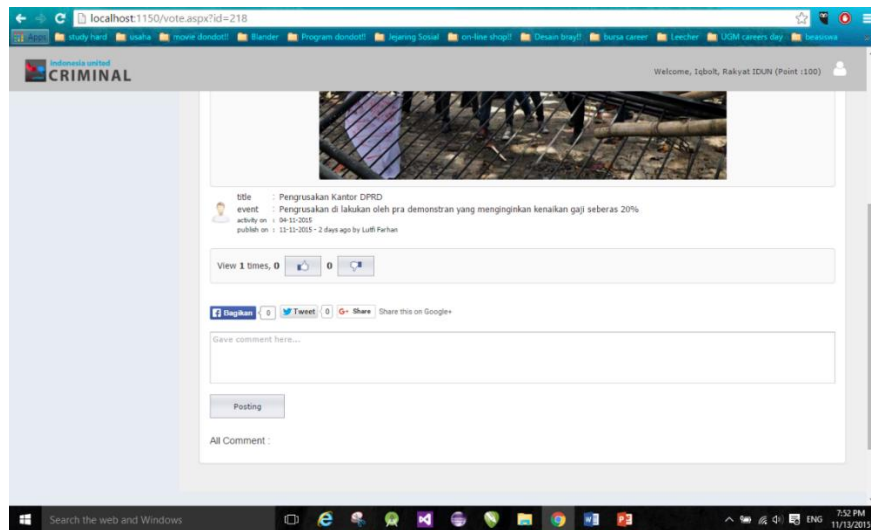 localhost:1150/vote.aspx?id=218
Apps study hard usaha movie dondot!! Blander Program dondot!! Jejaring Sosial on-line shop!! Desain bray!! bursa career Leecher UGM careers day beasiswa
indonesia united
CRIMINAL
Welcome, Iqbolt, Rakyat IDUN (Point :100)
title : Pengrusakan Kantor DPRD
event : Pengrusakan di lakukan oleh pra demonstran yang menginginkan kenaikan gaji seberas 20%
activity on : 04-11-2015
publish on : 11-11-2015 - 2 days ago by Lutfi Farhan
View 1 times, 0 0
Bagikan 0 Tweet 0 G+ Share Share this on Google+
Gave comment here...
Posting
All Comment :
Search the web and Windows
ENG
7:52 PM
11/13/2015